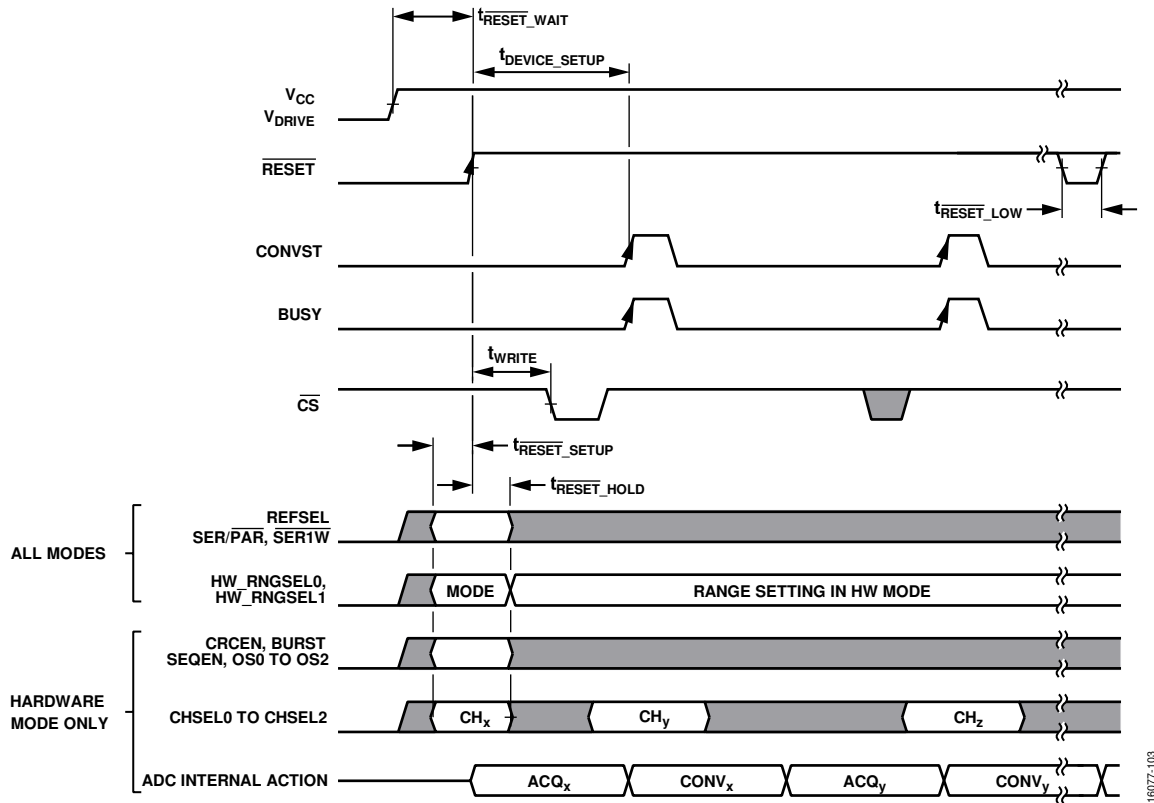 tRESET_WAIT
tDEVICE_SETUP
VCC
VDRIVE
RESET
tRESET_LOW
CONVST
BUSY
tWRITE
CS
tRESET_SETUP
tRESET_HOLD
ALL MODES
REFSEL
SER/PAR, SER1W
HW_RNGSEL0,
HW_RNGSEL1
MODE
RANGE SETTING IN HW MODE
HARDWARE
MODE ONLY
CRCEN, BURST
SEQEN, OS0 TO OS2
CHSEL0 TO CHSEL2
CHx
CHy
CHz
ADC INTERNAL ACTION
ACQx
CONVx
ACQy
CONVy
16077-103